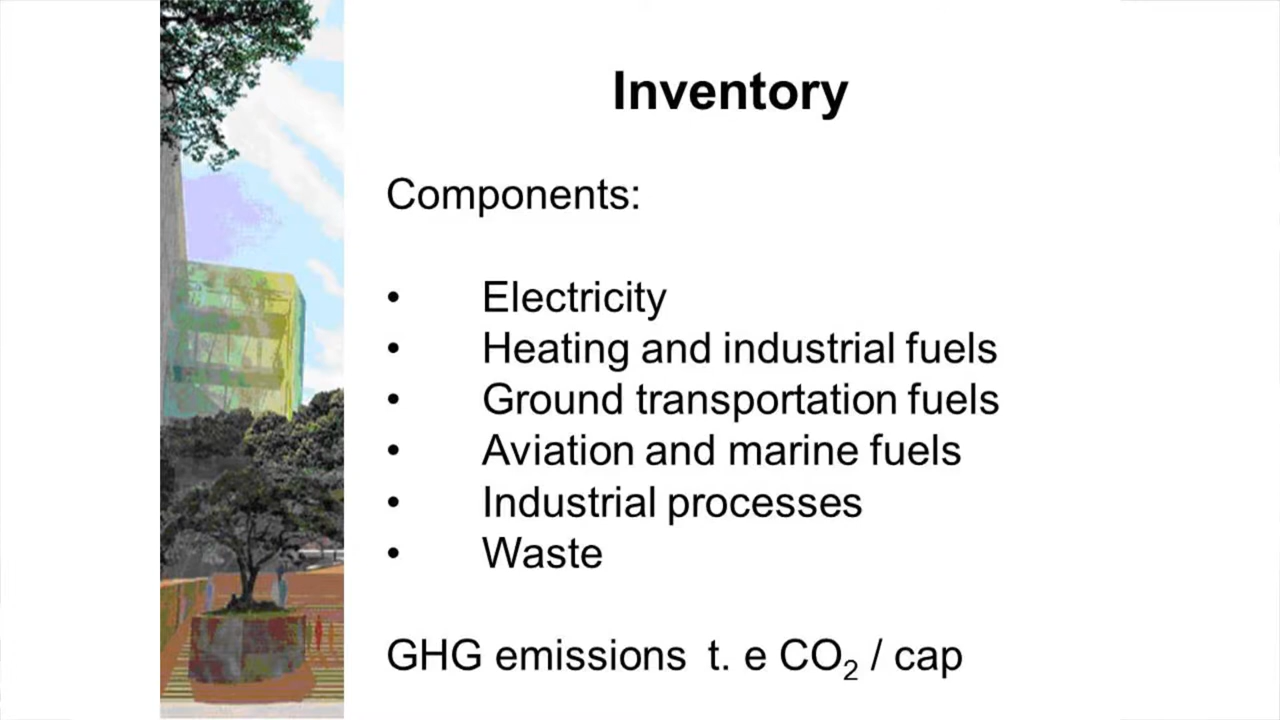 Inventory
Components:
• Electricity
• Heating and industrial fuels
• Ground transportation fuels
• Aviation and marine fuels
• Industrial processes
• Waste
GHG emissions t. e CO₂ / cap